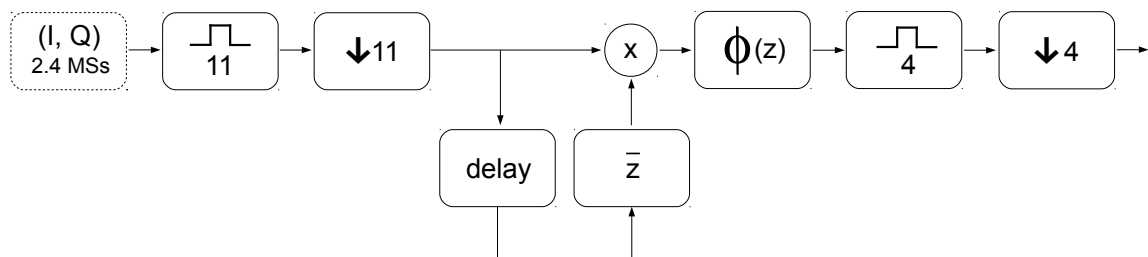 (I, Q)
2.4 MSs
11
↓11
x
ϕ(z)
4
↓4
delay
z̄